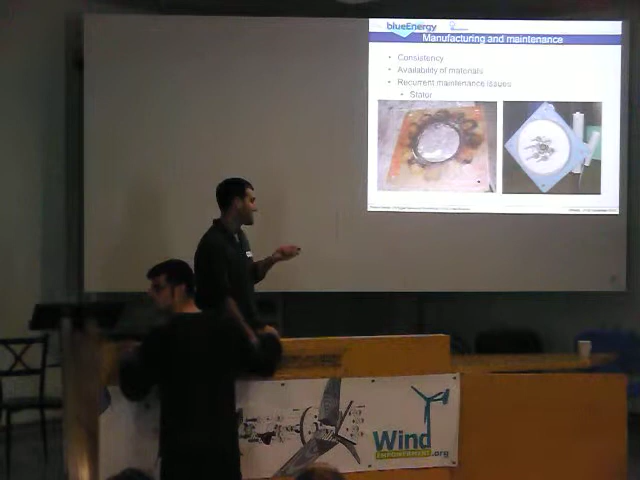 blueEnergy
Manufacturing and maintenance
• Consistency
• Availability of materials
• Recurrent maintenance issues
• Stator
Wind
EMPOWERMENT.org